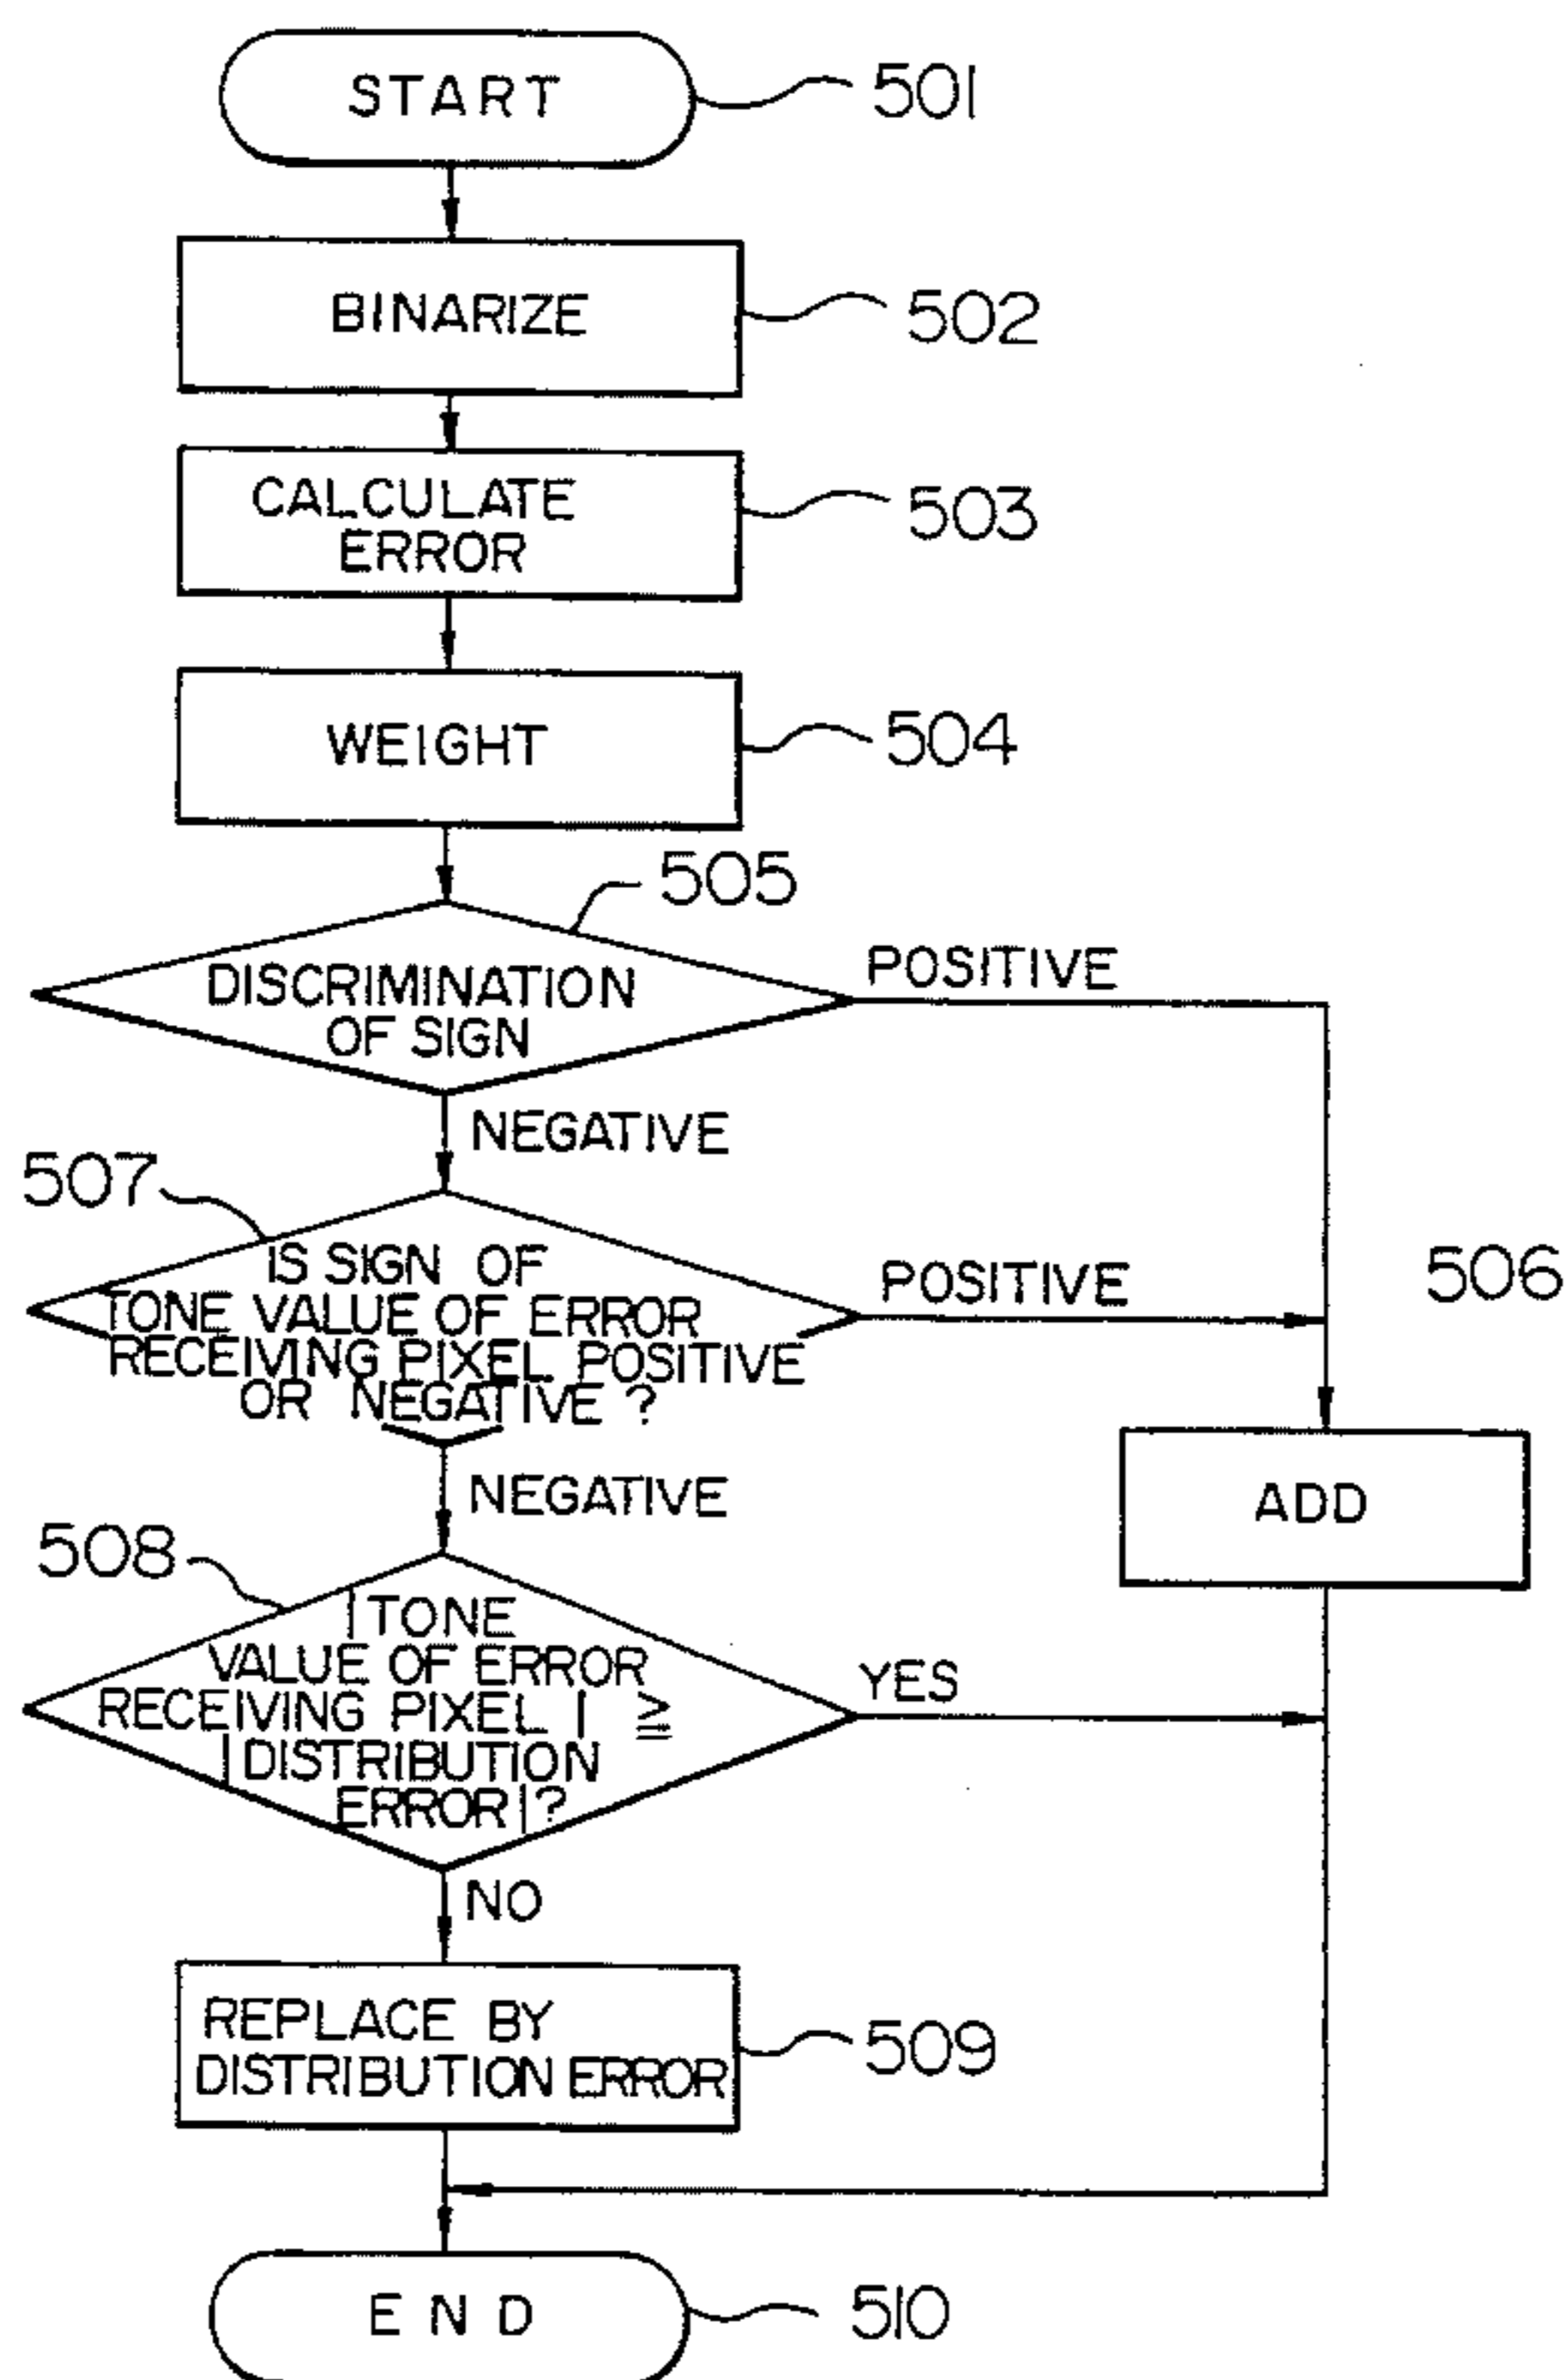 START
501
BINARIZE
502
CALCULATE
ERROR
503
WEIGHT
504
505
DISCRIMINATION
OF SIGN
POSITIVE
NEGATIVE
507
IS SIGN OF
TONE VALUE OF ERROR
RECEIVING PIXEL POSITIVE
OR NEGATIVE ?
POSITIVE
506
ADD
NEGATIVE
508
| TONE
VALUE OF ERROR
RECEIVING PIXEL | ≧
| DISTRIBUTION
ERROR | ?
YES
NO
REPLACE BY
DISTRIBUTION ERROR
509
END
510